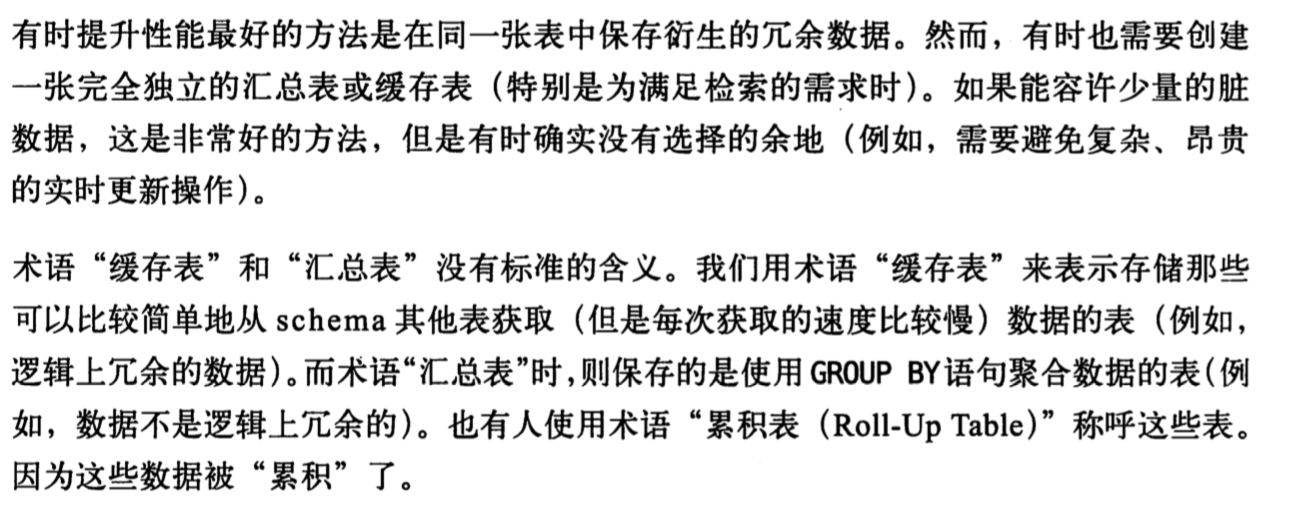 有时提升性能最好的方法是在同一张表中保存衍生的冗余数据。然而，有时也需要创建
一张完全独立的汇总表或缓存表（特别是为满足检索的需求时）。如果能容许少量的脏
数据，这是非常好的方法，但是有时确实没有选择的余地（例如，需要避免复杂、昂贵
的实时更新操作）。
术语“缓存表”和“汇总表”没有标准的含义。我们用术语“缓存表”来表示存储那些
可以比较简单地从 schema 其他表获取（但是每次获取的速度比较慢）数据的表（例如，
逻辑上冗余的数据）。而术语“汇总表”时，则保存的是使用 GROUP BY 语句聚合数据的表（例
如，数据不是逻辑上冗余的）。也有人使用术语“累积表（Roll-Up Table）”称呼这些表。
因为这些数据被“累积”了。